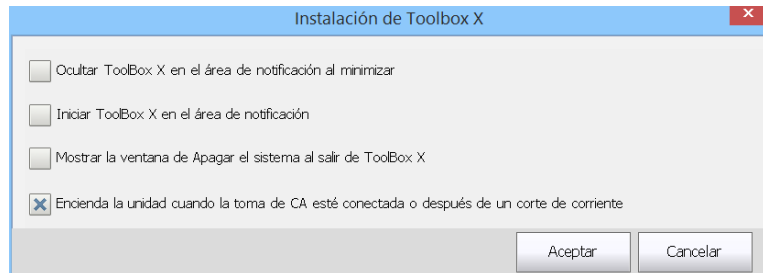 Instalación de Toolbox X
Ocultar ToolBox X en el área de notificación al minimizar
Iniciar ToolBox X en el área de notificación
Mostrar la ventana de Apagar el sistema al salir de ToolBox X
Encienda la unidad cuando la toma de CA esté conectada o después de un corte de corriente
Aceptar Cancelar